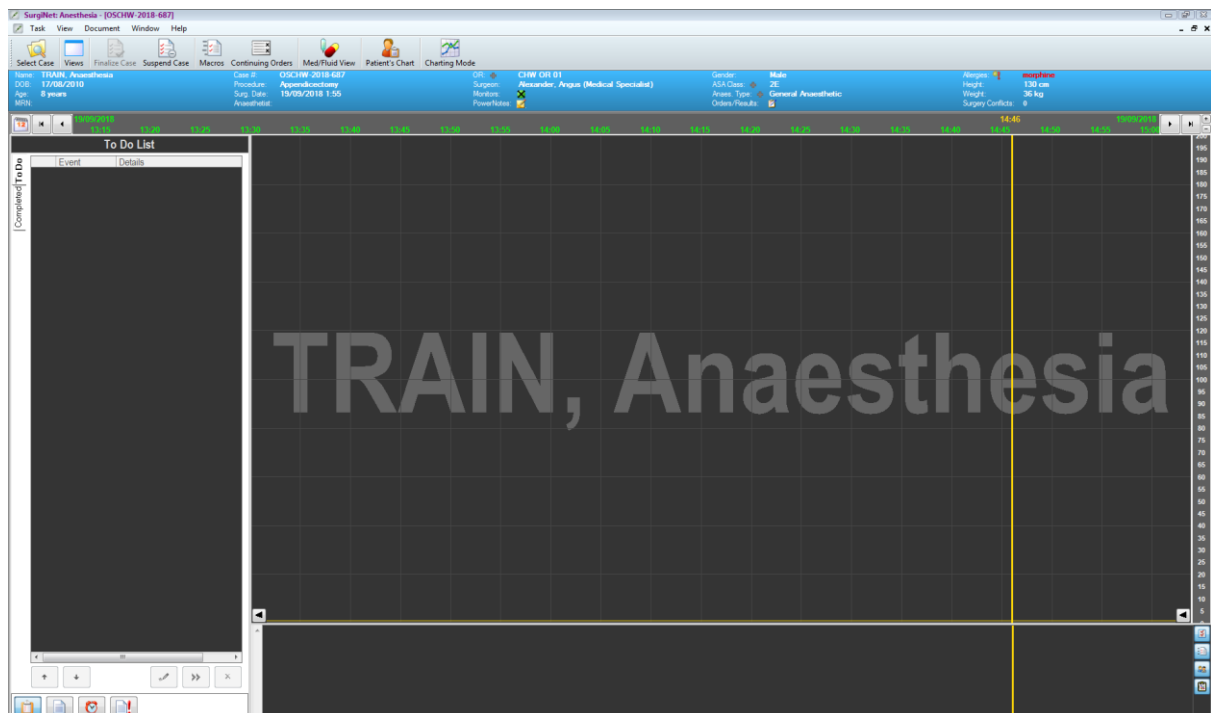 SurgiNet: Anesthesia - [OSCHW-2018-687]
Task View Document Window Help
Select Case Views Finalize Case Suspend Case Macros Continuing Orders Med/Fluid View Patient's Chart Charting Mode
Name: TRAIN, Anaesthesia Case #: OSCHW-2018-687 OR: CHW OR 01 Gender: Male Allergies: morphine
DOB: 17/08/2010 Procedure: Appendicectomy Surgeon: Alexander, Angus (Medical Specialist) ASA Class: 2E Height: 130 cm
Age: 8 years Surg. Date: 19/09/2018 1:55 Monitors: Anaes. Type: General Anaesthetic Weight: 36 kg
MRN: Anaesthetist: PowerNotes: Orders/Results: Surgery Conflicts: 0
19/09/2018 14:46 19/09/2018
13:15 13:20 13:25 13:30 13:35 13:40 13:45 13:50 13:55 14:00 14:05 14:10 14:15 14:20 14:25 14:30 14:35 14:40 14:45 14:50 14:55 15:00
To Do List
To Do
Completed
Event Details
TRAIN, Anaesthesia
200
195
190
185
180
175
170
165
160
155
150
145
140
135
130
125
120
115
110
105
100
95
90
85
80
75
70
65
60
55
50
45
40
35
30
25
20
15
10
5